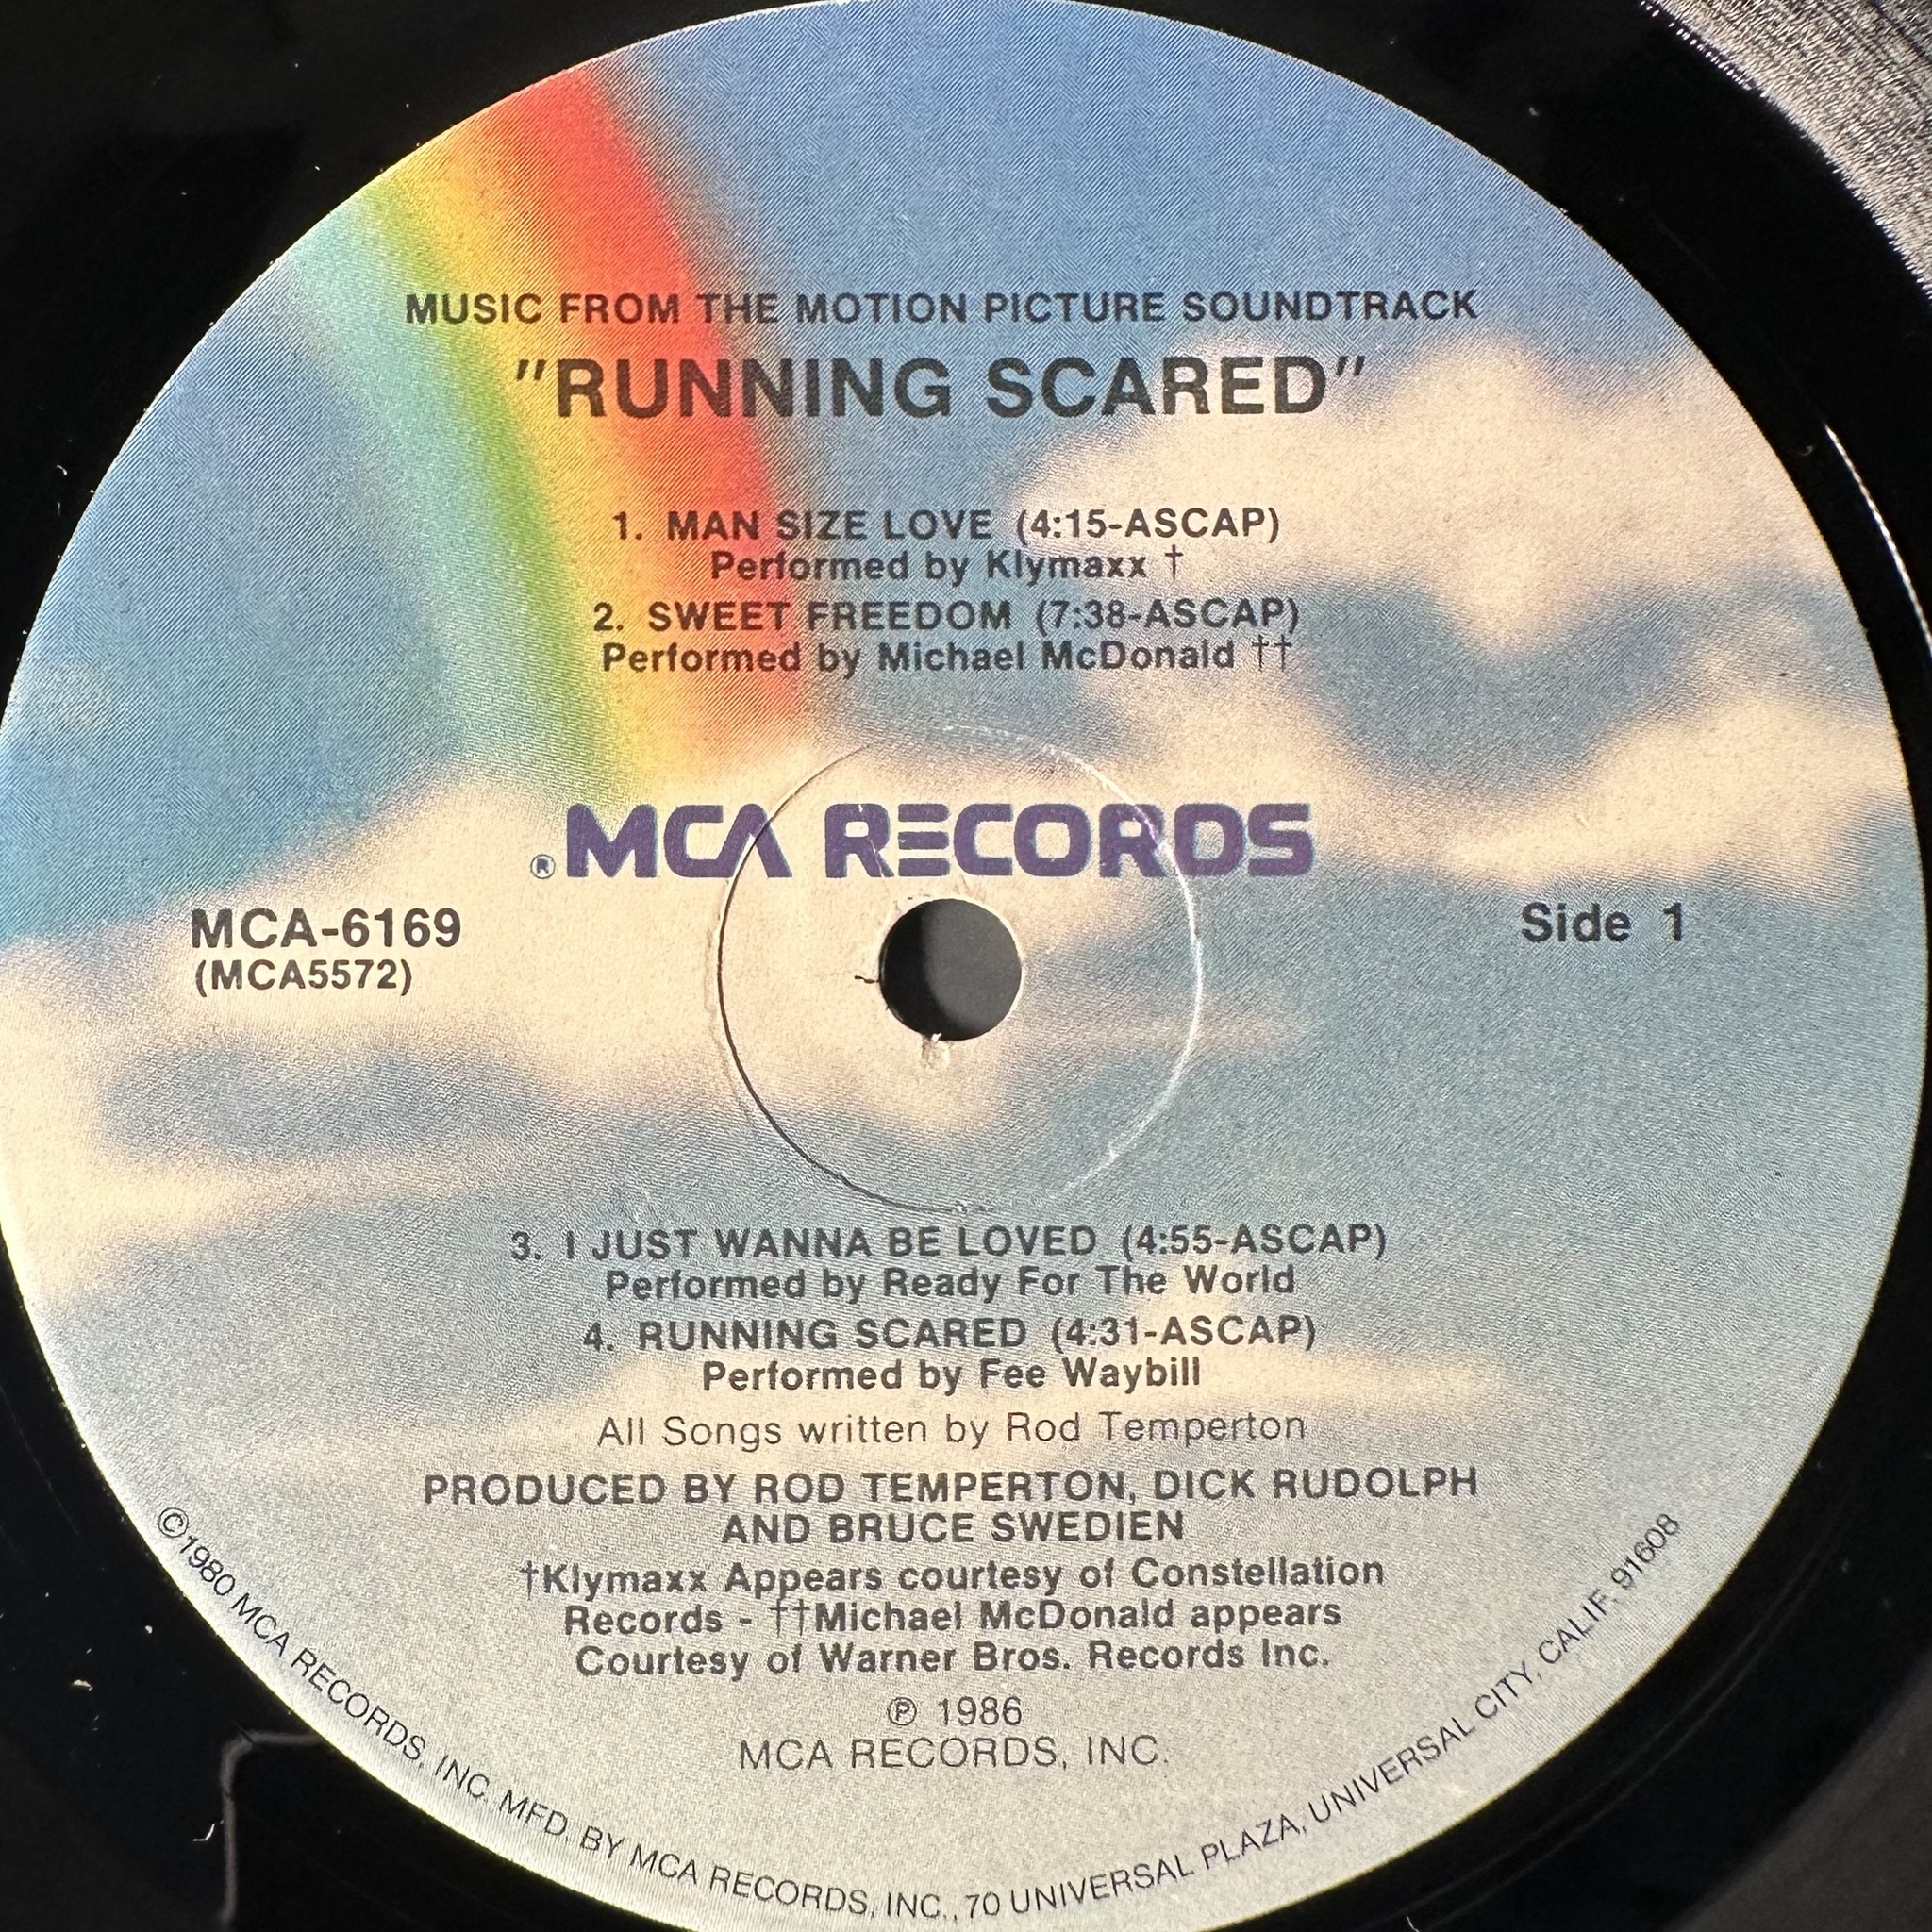 MUSIC FROM THE MOTION PICTURE SOUNDTRACK
"RUNNING SCARED"
1. MAN SIZE LOVE (4:15-ASCAP)
Performed by Klymaxx †
2. SWEET FREEDOM (7:38-ASCAP)
Performed by Michael McDonald ††
® MCA RECORDS
MCA-6169
(MCA5572)
Side 1
3. I JUST WANNA BE LOVED (4:55-ASCAP)
Performed by Ready For The World
4. RUNNING SCARED (4:31-ASCAP)
Performed by Fee Waybill
All Songs written by Rod Temperton
PRODUCED BY ROD TEMPERTON, DICK RUDOLPH
AND BRUCE SWEDIEN
†Klymaxx Appears courtesy of Constellation
Records - ††Michael McDonald appears
Courtesy of Warner Bros. Records Inc.
℗ 1986
MCA RECORDS, INC.
©1980 MCA RECORDS, INC. MFD. BY MCA RECORDS, INC., 70 UNIVERSAL PLAZA, UNIVERSAL CITY, CALIF. 91608